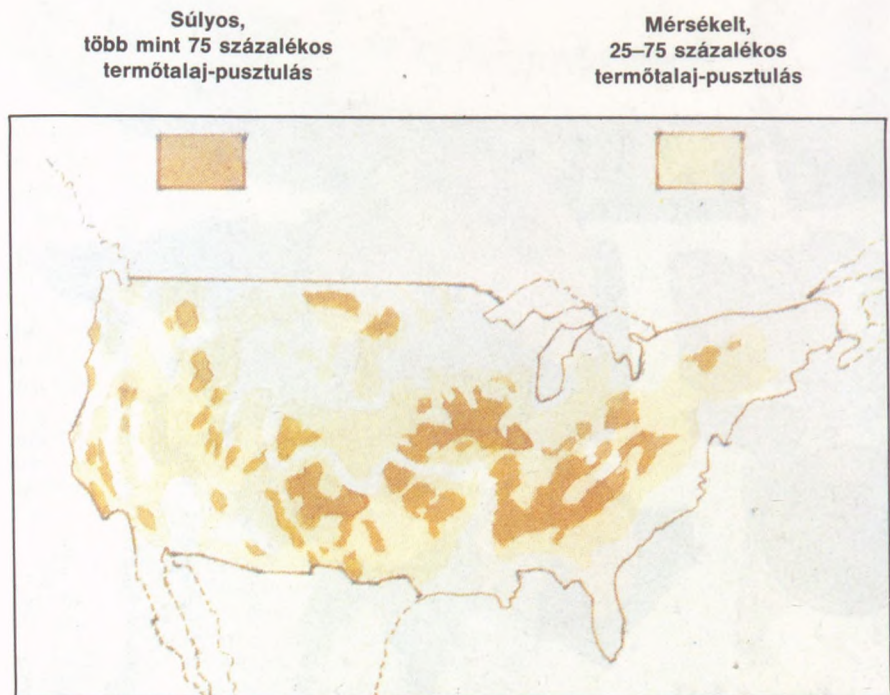 Súlyos,
több mint 75 százalékos
termőtalaj-pusztulás
Mérsékelt,
25–75 százalékos
termőtalaj-pusztulás